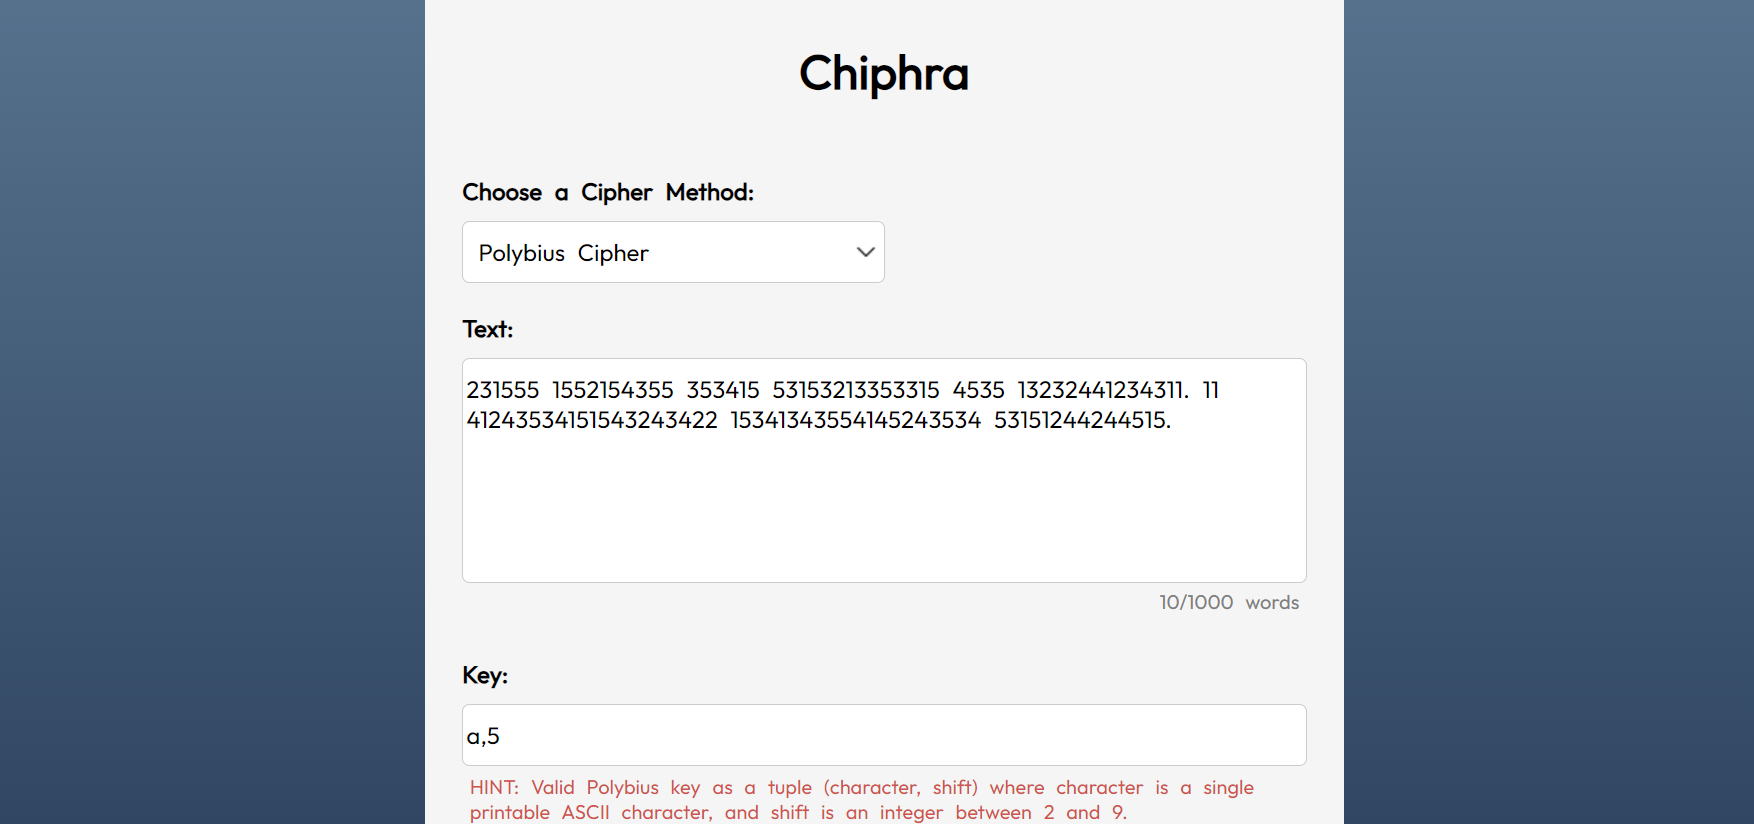 Chiphra
Choose a Cipher Method:
Polybius Cipher
Text:
231555 1552154355 353415 53153213353315 4535 13232441234311. 11
41243534151543243422 15341343554145243534 53151244244515.
10/1000 words
Key:
a,5
HINT: Valid Polybius key as a tuple (character, shift) where character is a single
printable ASCII character, and shift is an integer between 2 and 9.